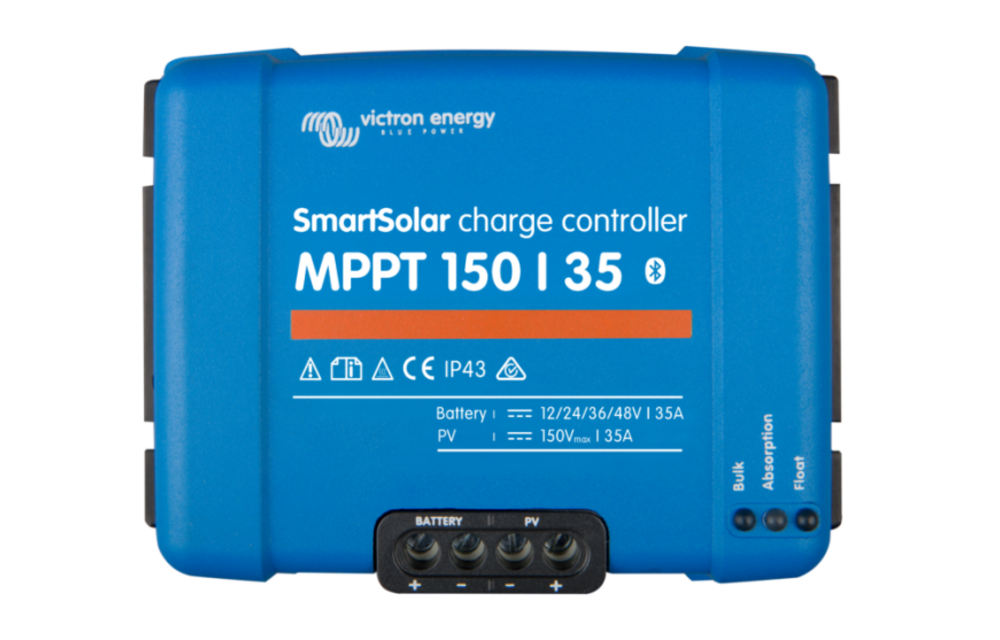 victron energy
BLUE POWER
SmartSolar charge controller
MPPT 150 | 35
CE IP43
Battery | 12/24/36/48V | 35A
PV | 150Vmax | 35A
Bulk
Absorption
Float
BATTERY || PV
+ − || − +